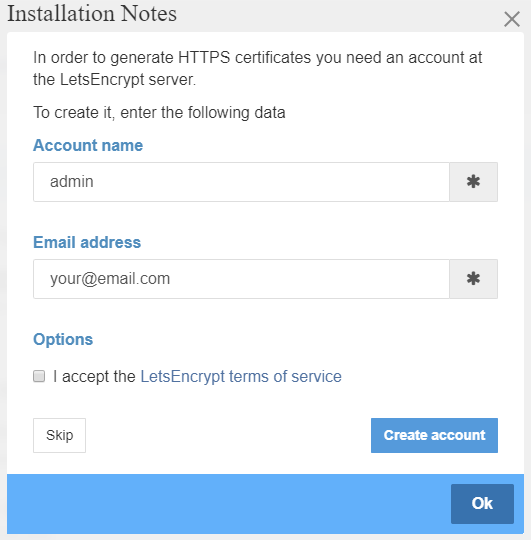 Installation Notes
In order to generate HTTPS certificates you need an account at
the LetsEncrypt server.
To create it, enter the following data
Account name
admin
Email address
your@email.com
Options
I accept the LetsEncrypt terms of service
Skip
Create account
Ok